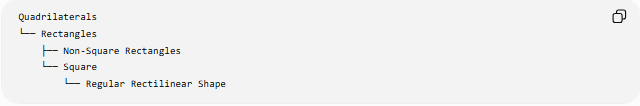 Quadrilaterals
└── Rectangles
    ├── Non-Square Rectangles
    └── Square
        └── Regular Rectilinear Shape